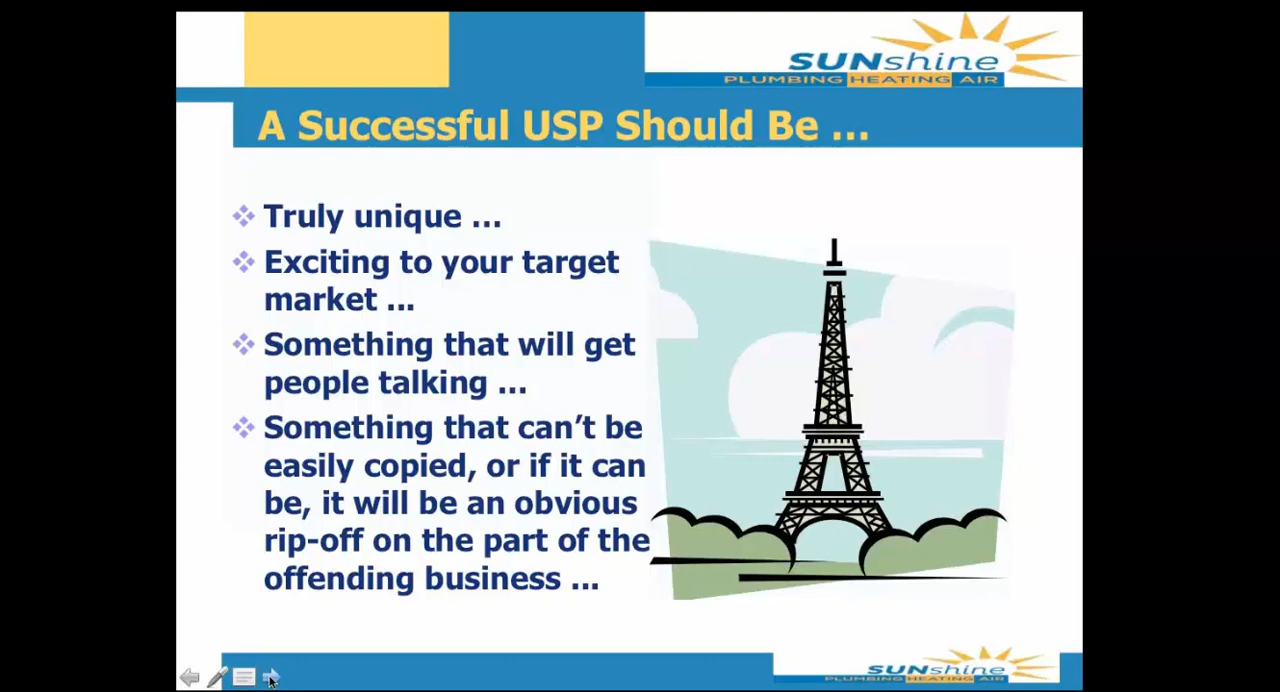 SUNshine
PLUMBING HEATING AIR
A Successful USP Should Be ...
Truly unique ...
Exciting to your target
market ...
Something that will get
people talking ...
Something that can’t be
easily copied, or if it can
be, it will be an obvious
rip-off on the part of the
offending business ...
SUNshine
PLUMBING HEATING AIR